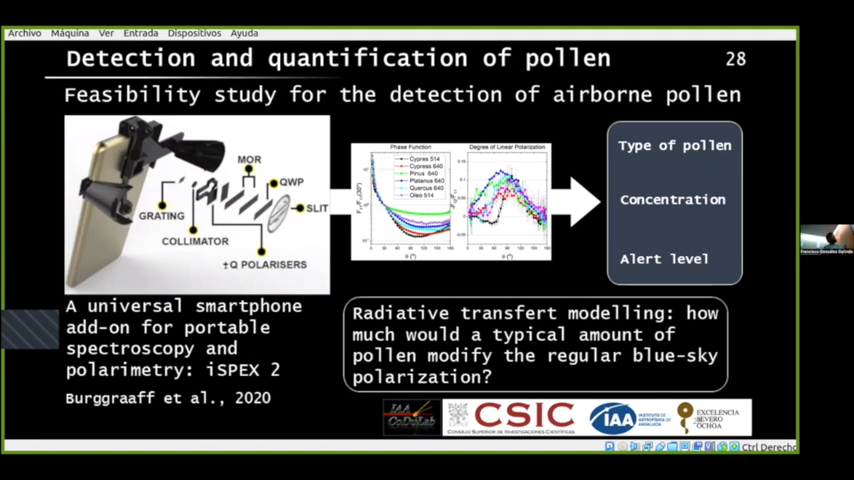 Archivo Máquina Ver Entrada Dispositivos Ayuda
Detection and quantification of pollen
28
Feasibility study for the detection of airborne pollen
MOR
QWP
SLIT
GRATING
COLLIMATOR
±Q POLARISERS
Phase Function
Cypres 514
Cypress 640
Pinus 640
Platanus 640
Quercus 640
Olea 514
Degree of Linear Polarization
Type of pollen
Concentration
Alert level
A universal smartphone
add-on for portable
spectroscopy and
polarimetry: iSPEX 2
Burggraaff et al., 2020
Radiative transfert modelling: how
much would a typical amount of
pollen modify the regular blue-sky
polarization?
IAA
CoDuLab
CSIC
CONSEJO SUPERIOR DE INVESTIGACIONES CIENTÍFICAS
IAA
INSTITUTO DE
ASTROFÍSICA DE
ANDALUCÍA
EXCELENCIA
SEVERO
OCHOA
Ctrl Derecho